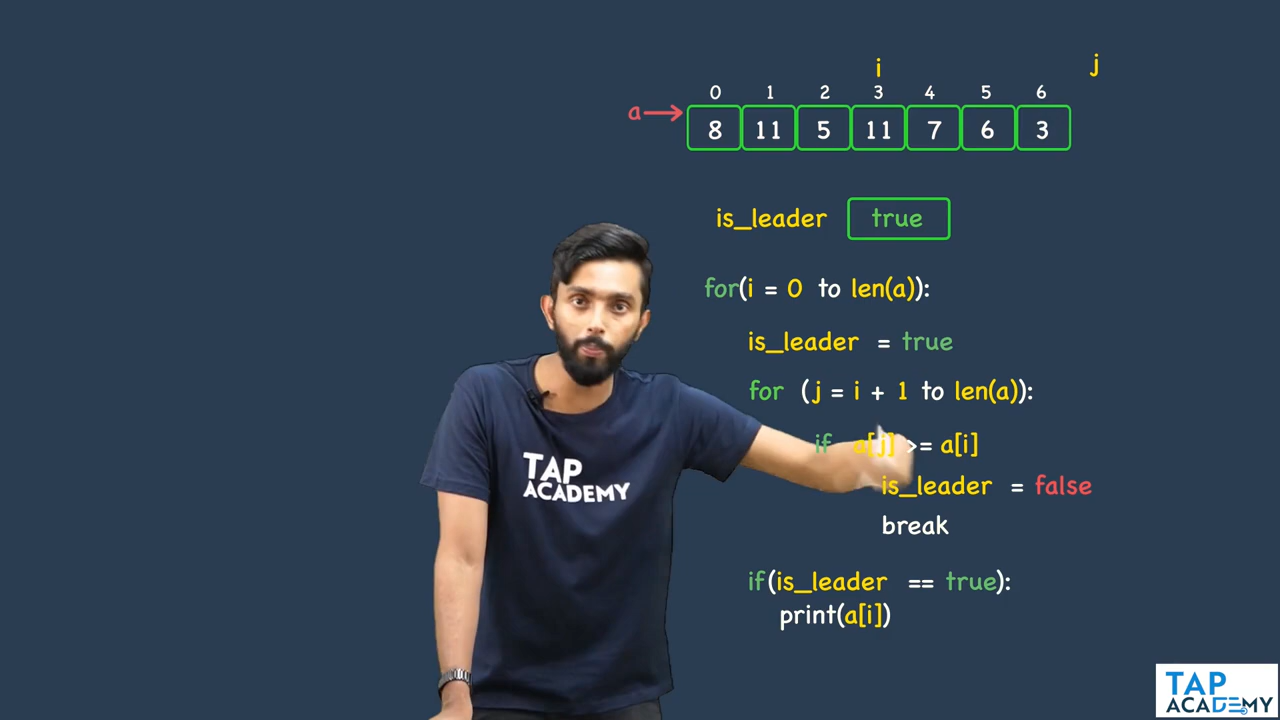 i j
0 1 2 3 4 5 6
a
8 11 5 11 7 6 3
is_leader true
for(i = 0 to len(a)):
is_leader = true
for (j = i + 1 to len(a)):
if a[j] >= a[i]
is_leader = false
break
if(is_leader == true):
print(a[i])
TAP
ACADEMY
TAP
ACADEMY